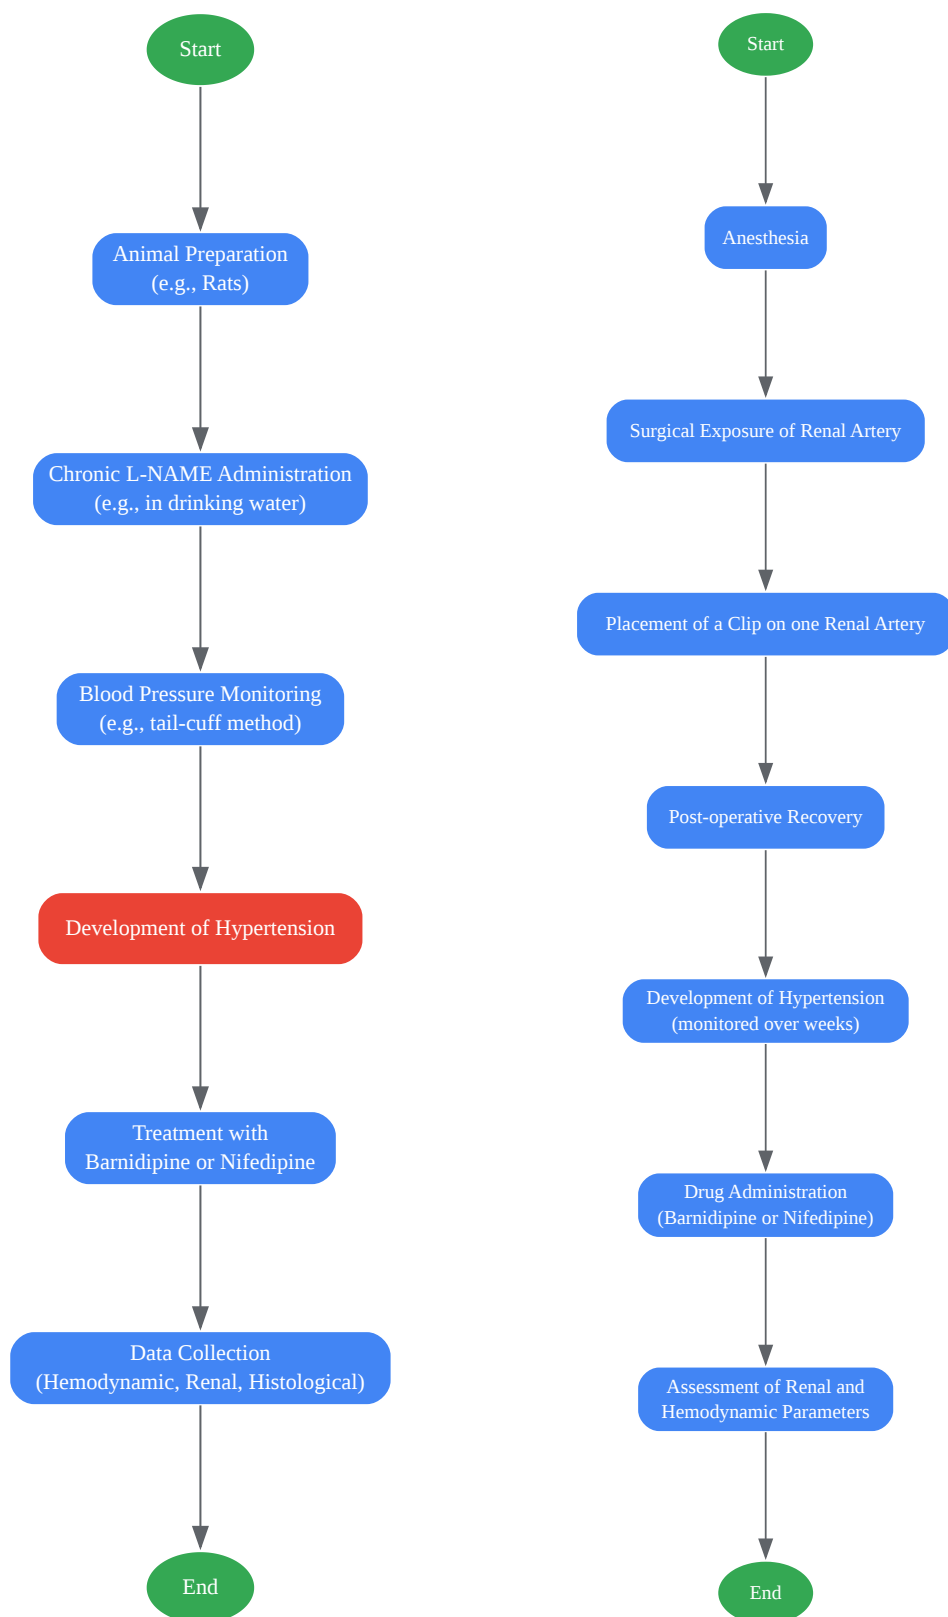 Start
Animal Preparation
(e.g., Rats)
Chronic L-NAME Administration
(e.g., in drinking water)
Blood Pressure Monitoring
(e.g., tail-cuff method)
Development of Hypertension
Treatment with
Barnidipine or Nifedipine
Data Collection
(Hemodynamic, Renal, Histological)
End
Start
Anesthesia
Surgical Exposure of Renal Artery
Placement of a Clip on one Renal Artery
Post-operative Recovery
Development of Hypertension
(monitored over weeks)
Drug Administration
(Barnidipine or Nifedipine)
Assessment of Renal and
Hemodynamic Parameters
End